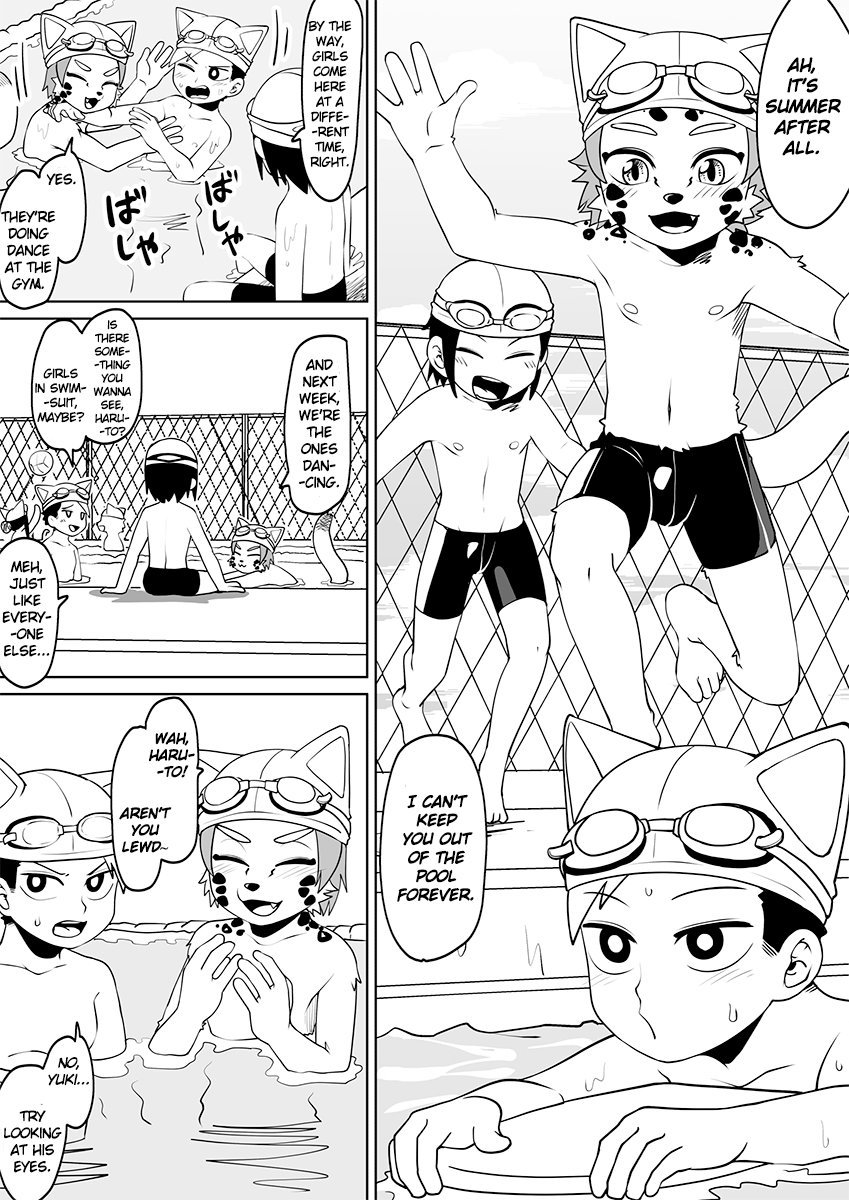 AH,
IT'S
SUMMER
AFTER
ALL.
I CAN'T
KEEP
YOU OUT
OF THE
POOL
FOREVER.
BY THE
WAY,
GIRLS
COME
HERE
AT A
DIFFE-
-RENT
TIME,
RIGHT.
ばしゃ
ばしゃ
YES.
THEY'RE
DOING
DANCE
AT THE
GYM.
AND
NEXT
WEEK,
WE'RE
THE
ONES
DAN-
-CING.
IS
THERE
SOME-
-THING
YOU
WANNA
SEE,
HARU-
-TO?
GIRLS
IN SWIM-
-SUIT,
MAYBE?
MEH,
JUST
LIKE
EVERY-
-ONE
ELSE...
WAH,
HARU-
-TO!
AREN'T
YOU
LEWD~
NO,
YUKI...
TRY
LOOKING
AT HIS
EYES.